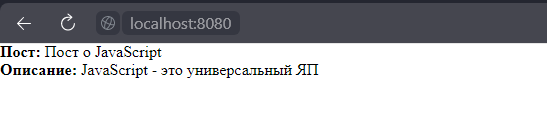 localhost:8080
Пост: Пост о JavaScript
Описание: JavaScript - это универсальный ЯП